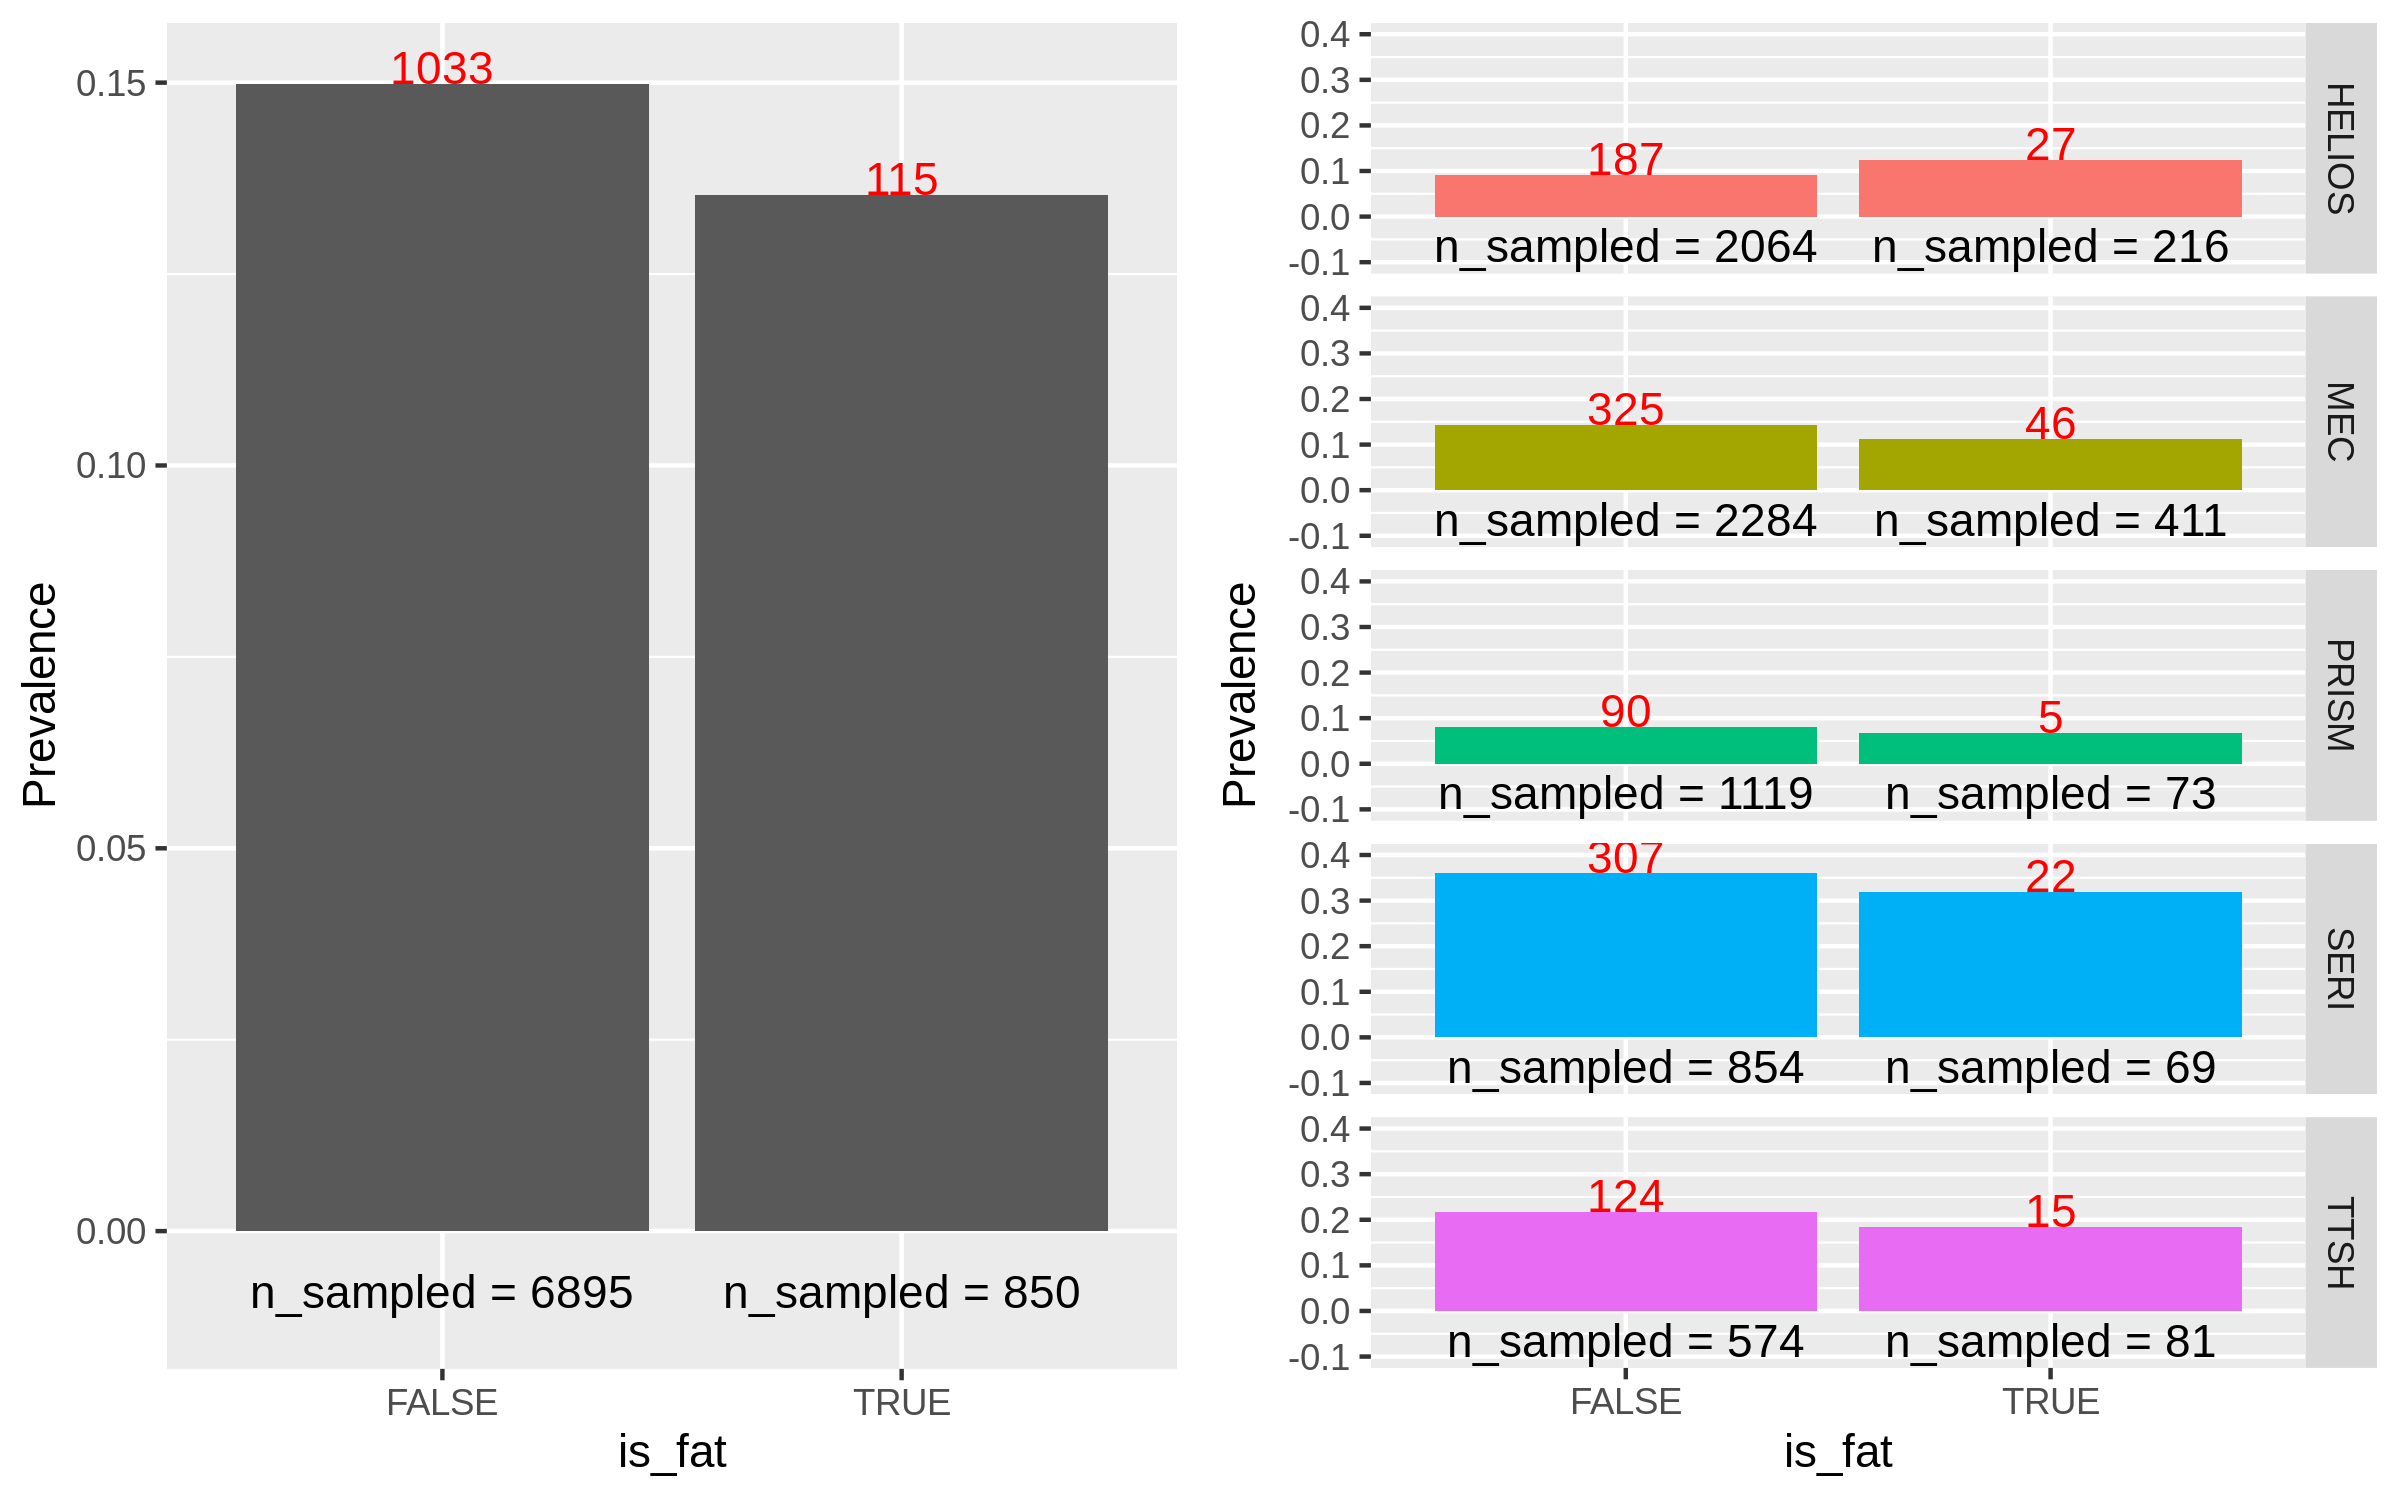 Prevalence
0.15
0.10
0.05
0.00
1033
115
n_sampled = 6895
n_sampled = 850
FALSE
TRUE
is_fat
Prevalence
0.4
0.3
0.2
0.1
0.0
-0.1
187
27
n_sampled = 2064
n_sampled = 216
HELIOS
0.4
0.3
0.2
0.1
0.0
-0.1
325
46
n_sampled = 2284
n_sampled = 411
MEC
0.4
0.3
0.2
0.1
0.0
-0.1
90
5
n_sampled = 1119
n_sampled = 73
PRISM
0.4
0.3
0.2
0.1
0.0
-0.1
307
22
n_sampled = 854
n_sampled = 69
SERI
0.4
0.3
0.2
0.1
0.0
-0.1
124
15
n_sampled = 574
n_sampled = 81
TTSH
FALSE
TRUE
is_fat